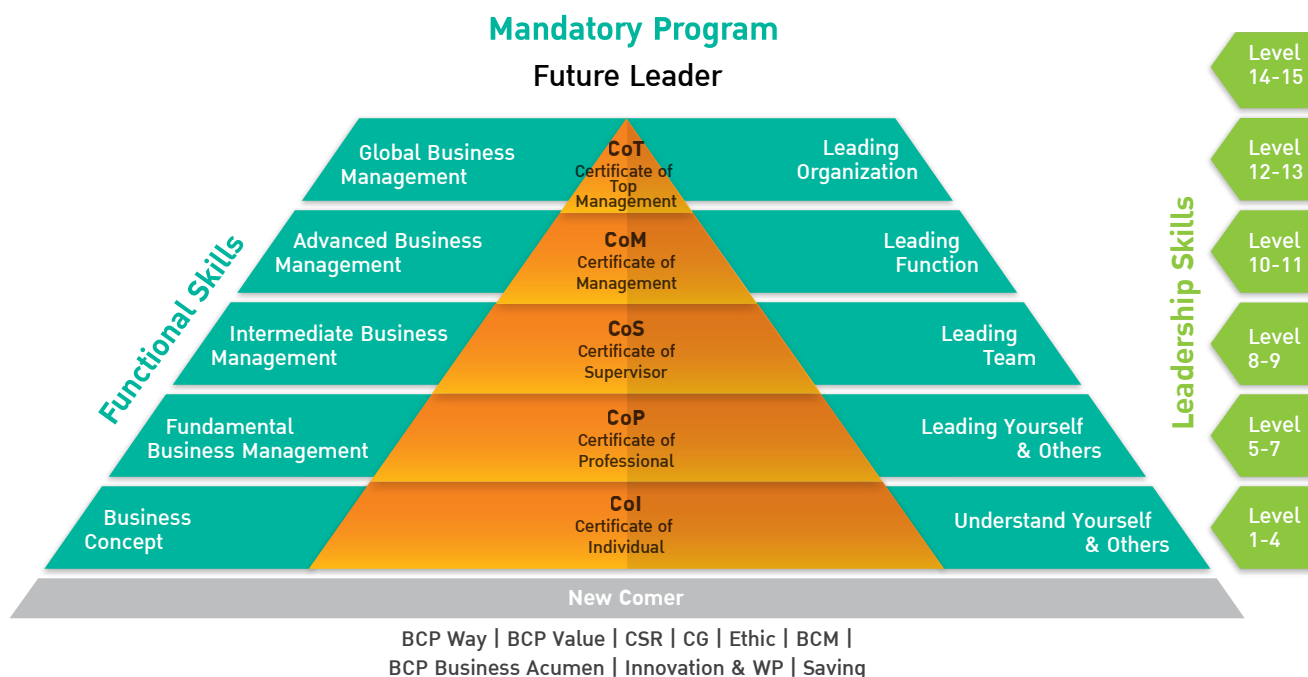 Mandatory Program
Future Leader
Level
14-15
Global Business
Management
CoT
Certificate of
Top
Management
Leading
Organization
Level
12-13
Advanced Business
Management
CoM
Certificate of
Management
Leading
Function
Level
10-11
Intermediate Business
Management
CoS
Certificate of
Supervisor
Leading
Team
Level
8-9
Fundamental
Business Management
CoP
Certificate of
Professional
Leading Yourself
& Others
Level
5-7
Business
Concept
CoI
Certificate of
Individual
Understand Yourself
& Others
Level
1-4
Functional Skills
Leadership Skills
New Comer
BCP Way | BCP Value | CSR | CG | Ethic | BCM |
BCP Business Acumen | Innovation & WP | Saving